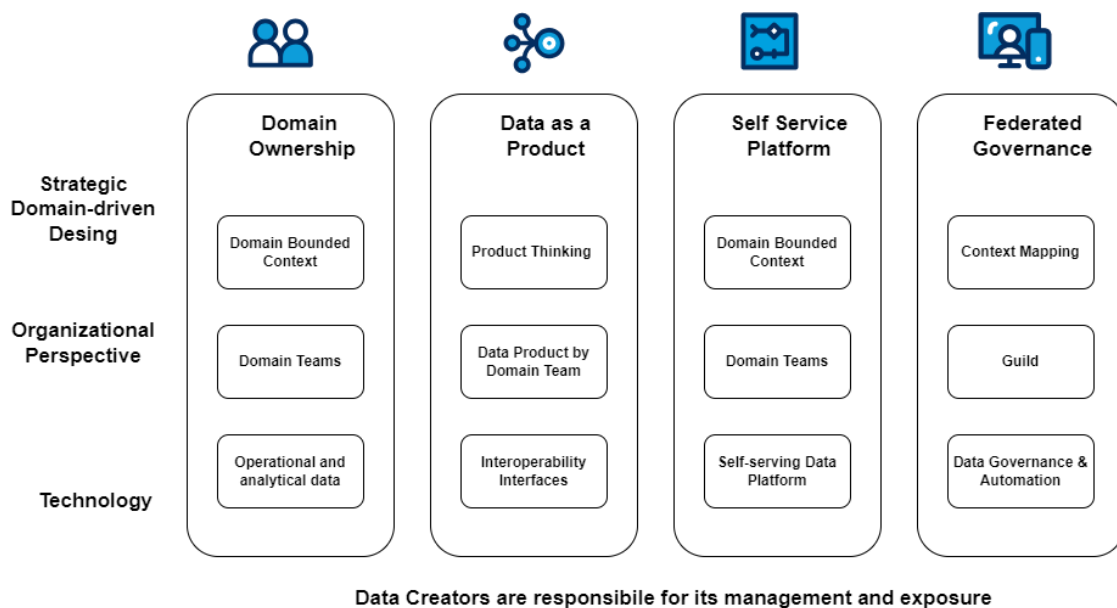 Domain
Ownership
Data as a
Product
Self Service
Platform
Federated
Governance
Strategic
Domain-driven
Desing
Domain Bounded
Context
Product Thinking
Domain Bounded
Context
Context Mapping
Organizational
Perspective
Domain Teams
Data Product by
Domain Team
Domain Teams
Guild
Technology
Operational and
analytical data
Interoperability
Interfaces
Self-serving Data
Platform
Data Governance &
Automation
Data Creators are responsibile for its management and exposure